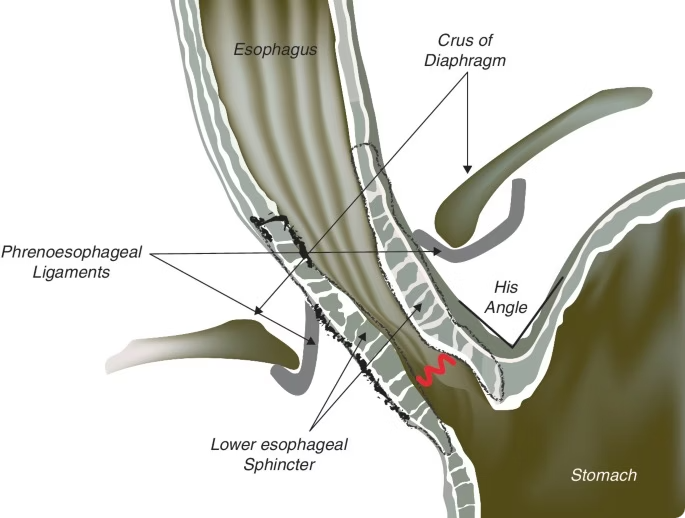 Esophagus
Crus of
Diaphragm
Phrenoesophageal
Ligaments
His
Angle
Lower esophageal
Sphincter
Stomach